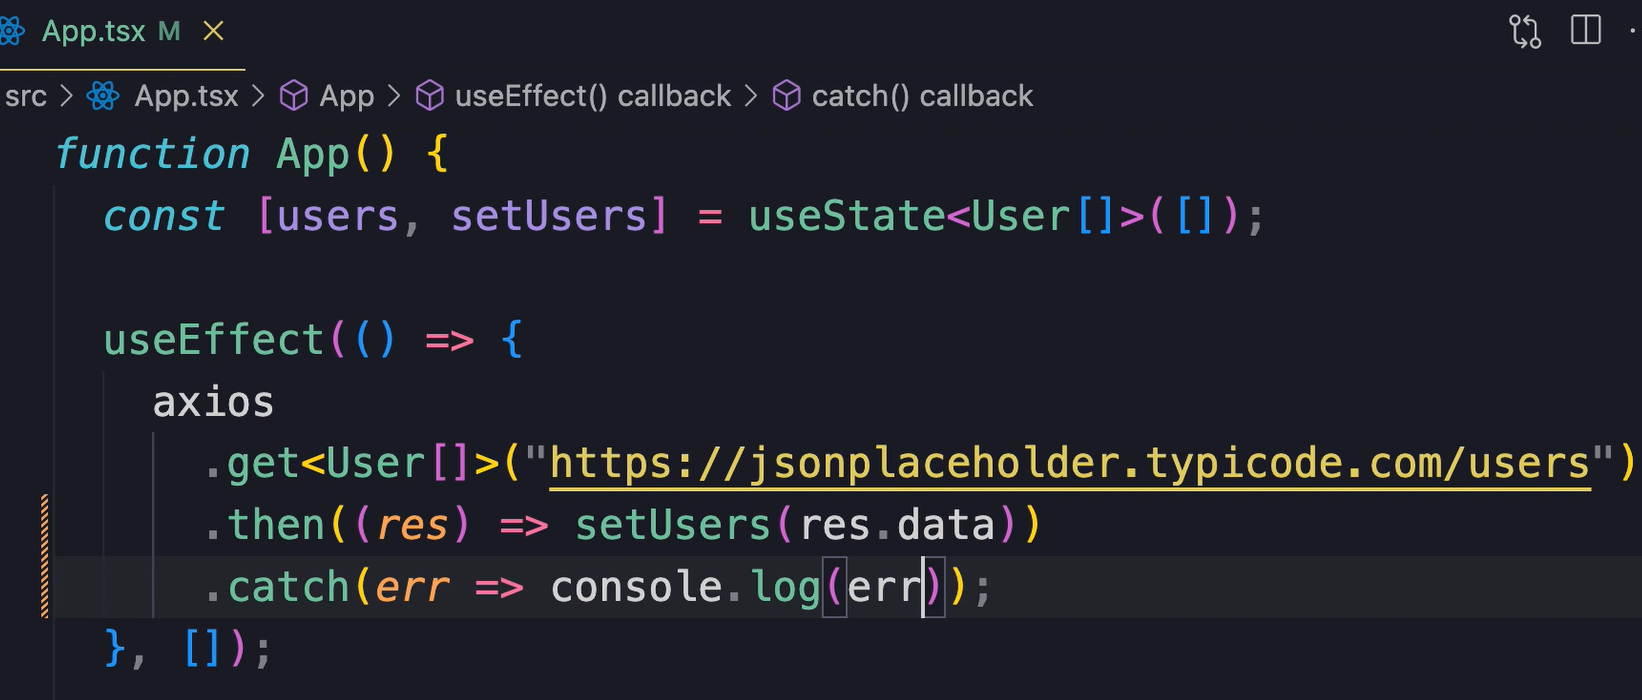 App.tsx M
src > App.tsx > App > useEffect() callback > catch() callback
function App() {
const [users, setUsers] = useState<User[]>([]);
useEffect(() => {
axios
.get<User[]>("https://jsonplaceholder.typicode.com/users")
.then((res) => setUsers(res.data))
.catch(err => console.log(err));
}, []);